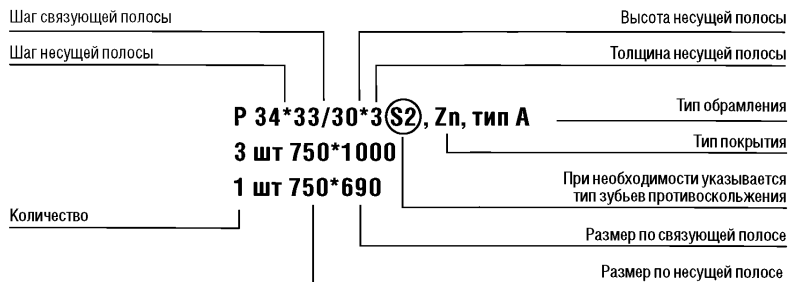 Шаг связующей полосы
Высота несущей полосы
Шаг несущей полосы
Толщина несущей полосы
Р 34*33/30*3 S2, Zn, тип А
Тип обрамления
3 шт 750*1000
Тип покрытия
1 шт 750*690
При необходимости указывается
тип зубьев противоскольжения
Количество
Размер по связующей полосе
Размер по несущей полосе